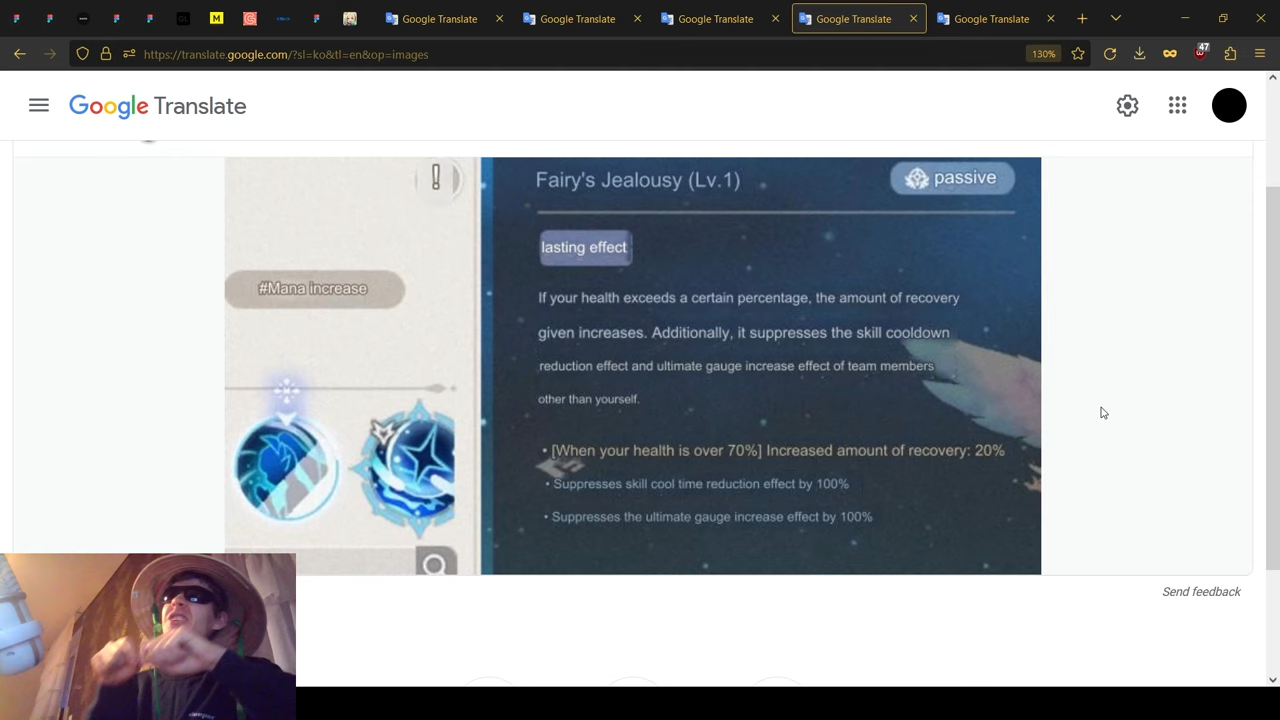 Google Translate
Google Translate
Google Translate
Google Translate
Google Translate
https://translate.google.com/?sl=ko&tl=en&op=images
130%
47
Google Translate
Fairy's Jealousy (Lv.1)
passive
lasting effect
#Mana increase
If your health exceeds a certain percentage, the amount of recovery
given increases. Additionally, it suppresses the skill cooldown
reduction effect and ultimate gauge increase effect of team members
other than yourself.
• [When your health is over 70%] Increased amount of recovery: 20%
• Suppresses skill cool time reduction effect by 100%
• Suppresses the ultimate gauge increase effect by 100%
Send feedback